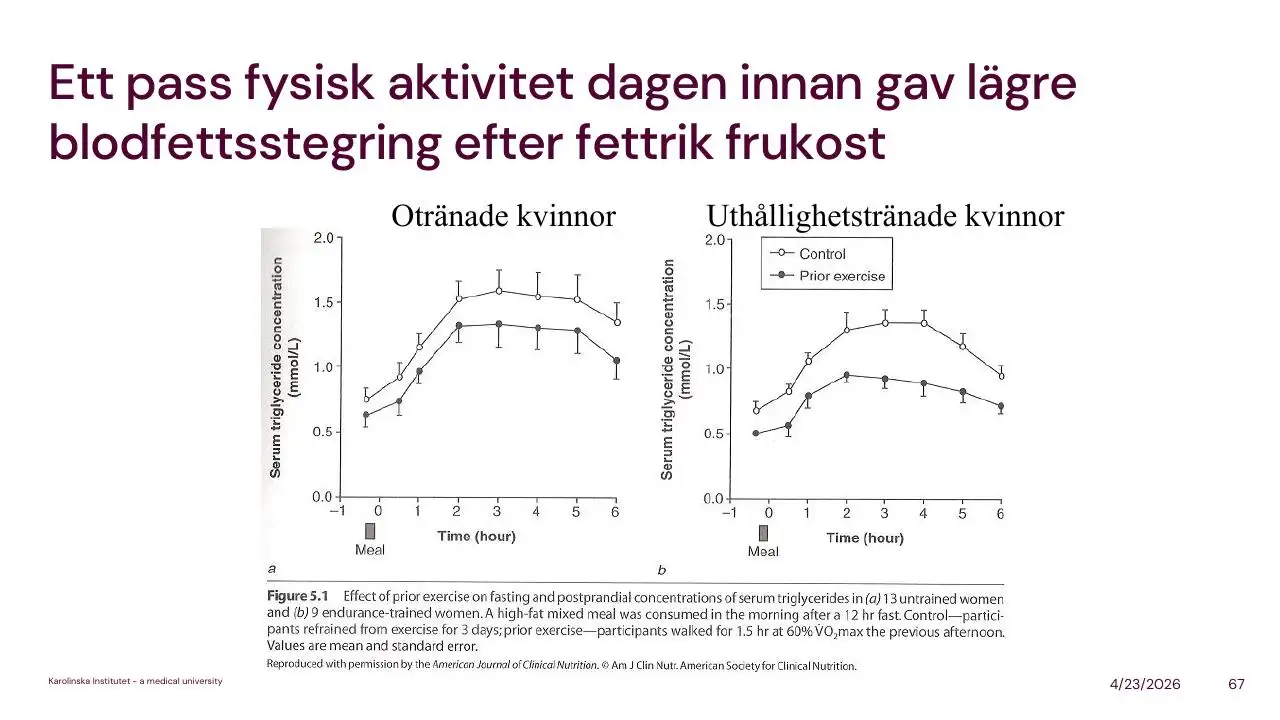 Ett pass fysisk aktivitet dagen innan gav lägre
blodfettsstegring efter fettrik frukost
Otränade kvinnor
Uthållighetstränade kvinnor
Serum triglyceride concentration
(mmol/L)
2.0
1.5
1.0
0.5
0.0
–1 0 1 2 3 4 5 6
Meal
Time (hour)
a
Serum triglyceride concentration
(mmol/L)
2.0
1.5
1.0
0.5
0.0
Control
Prior exercise
–1 0 1 2 3 4 5 6
Meal
Time (hour)
b
Figure 5.1 Effect of prior exercise on fasting and postprandial concentrations of serum triglycerides in (a) 13 untrained women
and (b) 9 endurance-trained women. A high-fat mixed meal was consumed in the morning after a 12 hr fast. Control—partici-
pants refrained from exercise for 3 days; prior exercise—participants walked for 1.5 hr at 60% V̇O₂max the previous afternoon.
Values are mean and standard error.
Reproduced with permission by the American Journal of Clinical Nutrition. © Am J Clin Nutr. American Society for Clinical Nutrition.
Karolinska Institutet - a medical university
4/23/2026
67